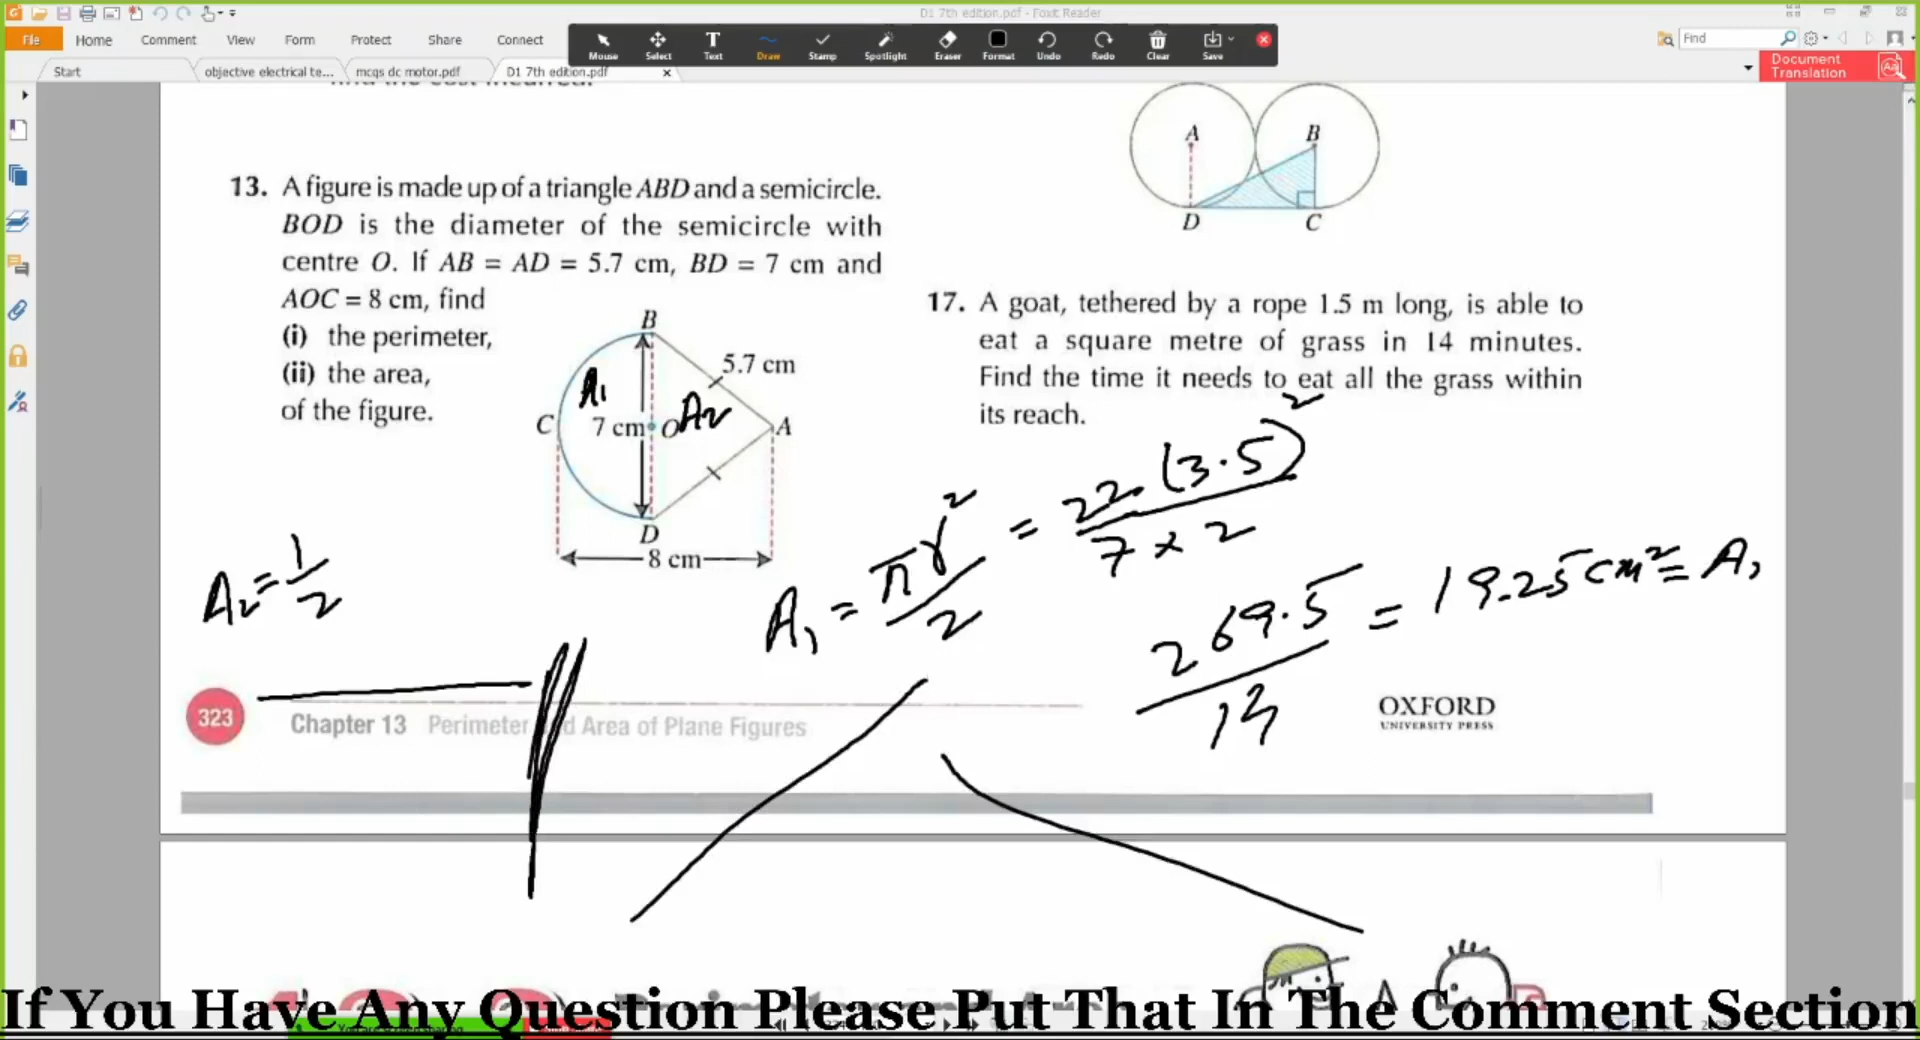 D1 7th edition.pdf - Foxit Reader
File Home Comment View Form Protect Share Connect
Mouse Select Text Draw Stamp Spotlight Eraser Format Undo Redo Clear Save
Find
Document Translation
Start objective electrical te... mcqs dc motor.pdf D1 7th edition.pdf
13. A figure is made up of a triangle ABD and a semicircle.
BOD is the diameter of the semicircle with
centre O. If AB = AD = 5.7 cm, BD = 7 cm and
AOC = 8 cm, find
(i) the perimeter,
(ii) the area,
of the figure.
B
5.7 cm
A₁
C 7 cm O A₂ A
D
8 cm
A B
D C
17. A goat, tethered by a rope 1.5 m long, is able to
eat a square metre of grass in 14 minutes.
Find the time it needs to eat all the grass within
its reach.
A₂ = 1/2
A₁ = πr²/2 = 22 (3.5)²/7 × 2
269.5/14 = 19.25 cm² = A₁
323 Chapter 13 Perimeter and Area of Plane Figures
OXFORD
UNIVERSITY PRESS
If You Have Any Question Please Put That In The Comment Section